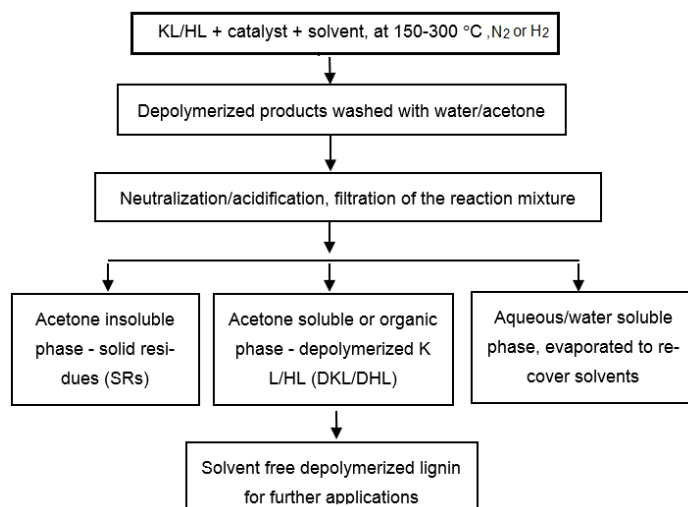 KL/HL + catalyst + solvent, at 150-300 °C ,N2 or H2
Depolymerized products washed with water/acetone
Neutralization/acidification, filtration of the reaction mixture
Acetone insoluble
phase - solid resi-
dues (SRs)
Acetone soluble or organic
phase - depolymerized K
L/HL (DKL/DHL)
Aqueous/water soluble
phase, evaporated to re-
cover solvents
Solvent free depolymerized lignin
for further applications